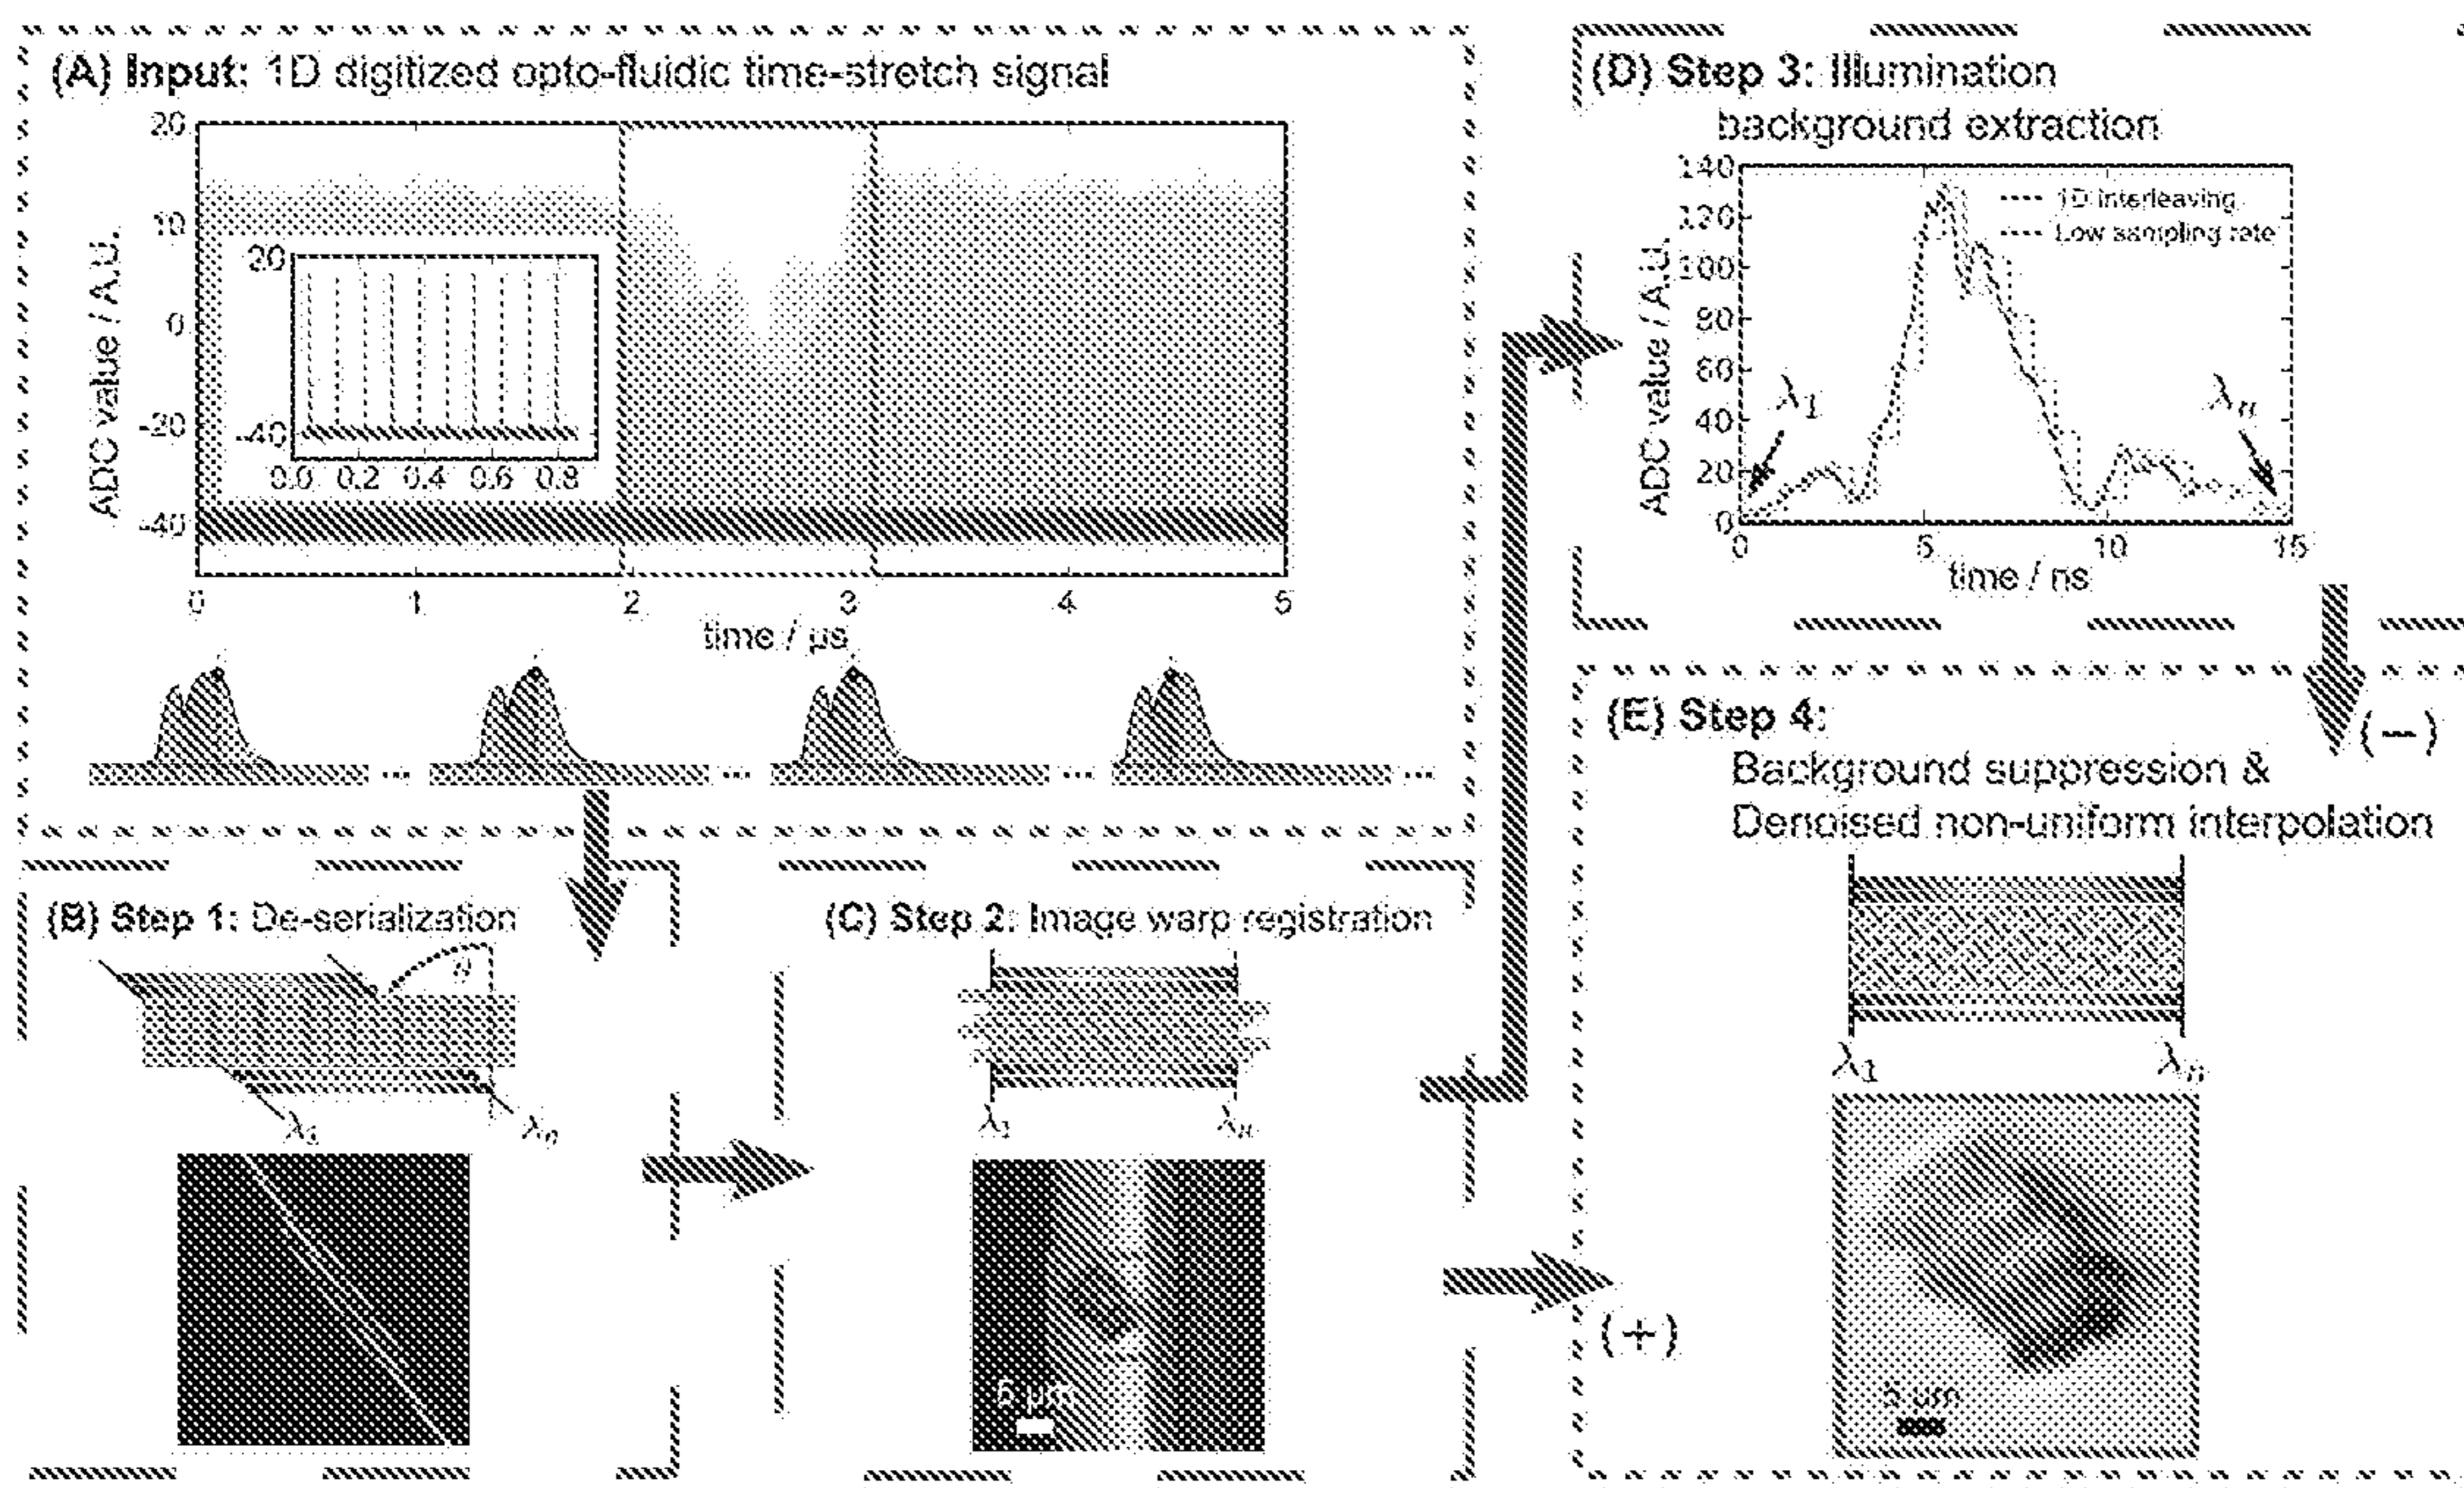 (A) Input: 1D digitized opto-fluidic time-stretch signal
20
10
0
-20
-40
ADC value / A.U.
20
-40
0.0 0.2 0.4 0.6 0.8
0 1 2 3 4 5
time / µs
... ... ... ...
(B) Step 1: De-serialization
θ
λ1 λn
(C) Step 2: Image warp registration
λ1 λn
5 µm
(D) Step 3: Illumination
background extraction
140
120
100
80
60
40
20
0
ADC value / A.U.
1D interleaving
Low sampling rate
λ1 λn
0 5 10 15
time / ns
(−)
(E) Step 4:
Background suppression &
Denoised non-uniform interpolation
λ1 λn
(+)
5 µm